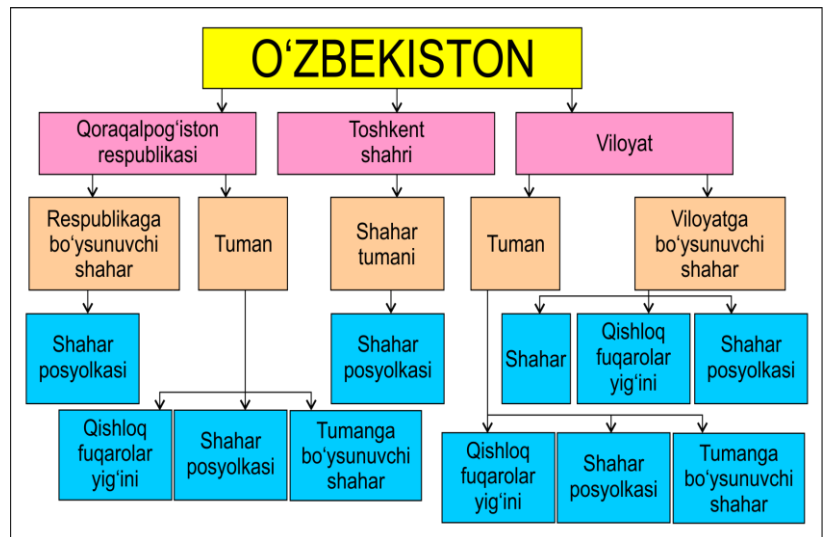 O‘ZBEKISTON
Qoraqalpog‘iston
respublikasi
Toshkent
shahri
Viloyat
Respublikaga
bo‘ysunuvchi
shahar
Tuman
Shahar
tumani
Tuman
Viloyatga
bo‘ysunuvchi
shahar
Shahar
posyolkasi
Shahar
posyolkasi
Shahar
Qishloq
fuqarolar
yig‘ini
Shahar
posyolkasi
Qishloq
fuqarolar
yig‘ini
Shahar
posyolkasi
Tumanga
bo‘ysunuvchi
shahar
Qishloq
fuqarolar
yig‘ini
Shahar
posyolkasi
Tumanga
bo‘ysunuvchi
shahar